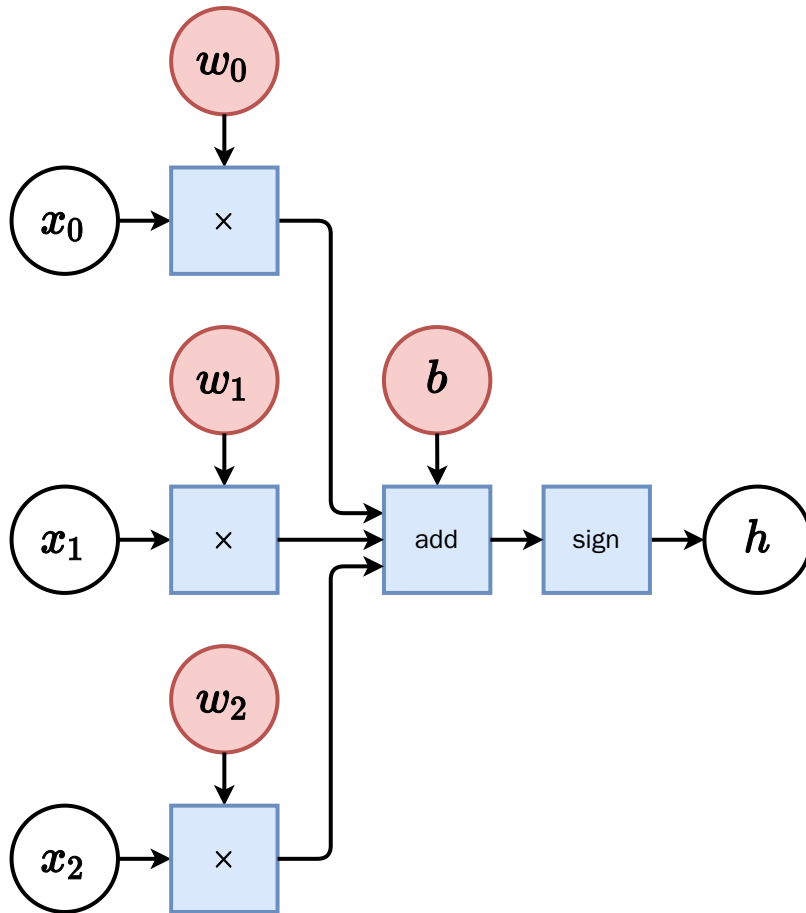 w₀
x₀ ×
w₁ b
x₁ × add sign h
w₂
x₂ ×